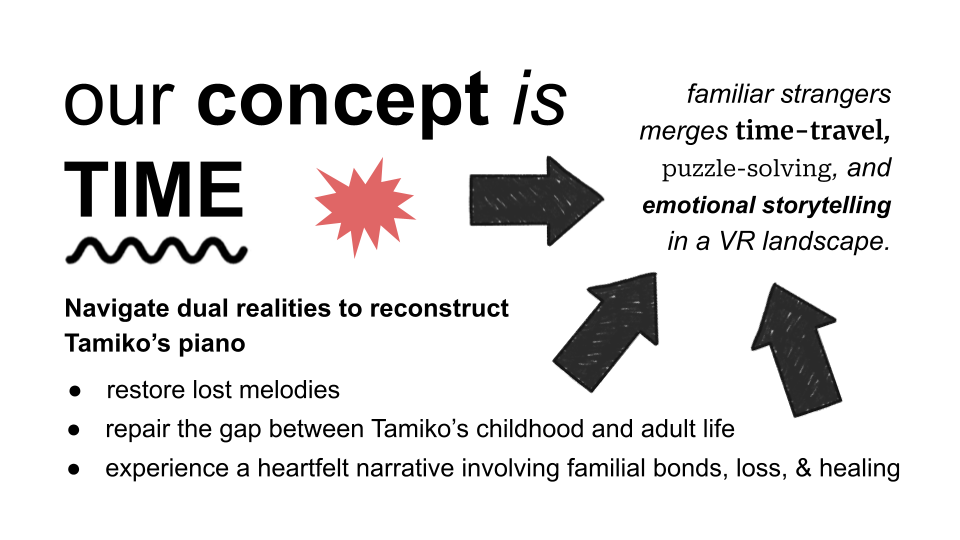 our concept is
TIME
familiar strangers
merges time-travel,
puzzle-solving, and
emotional storytelling
in a VR landscape.
Navigate dual realities to reconstruct
Tamiko’s piano
● restore lost melodies
● repair the gap between Tamiko’s childhood and adult life
● experience a heartfelt narrative involving familial bonds, loss, & healing